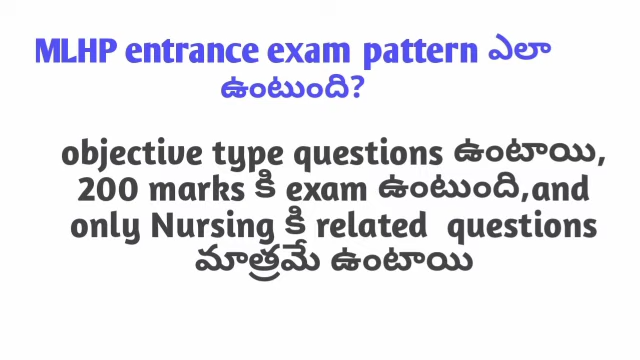 MLHP entrance exam pattern ఎలా
ఉంటుంది?
objective type questions ఉంటాయి,
200 marks కి exam ఉంటుంది,and
only Nursing కి related questions
మాత్రమే ఉంటాయి